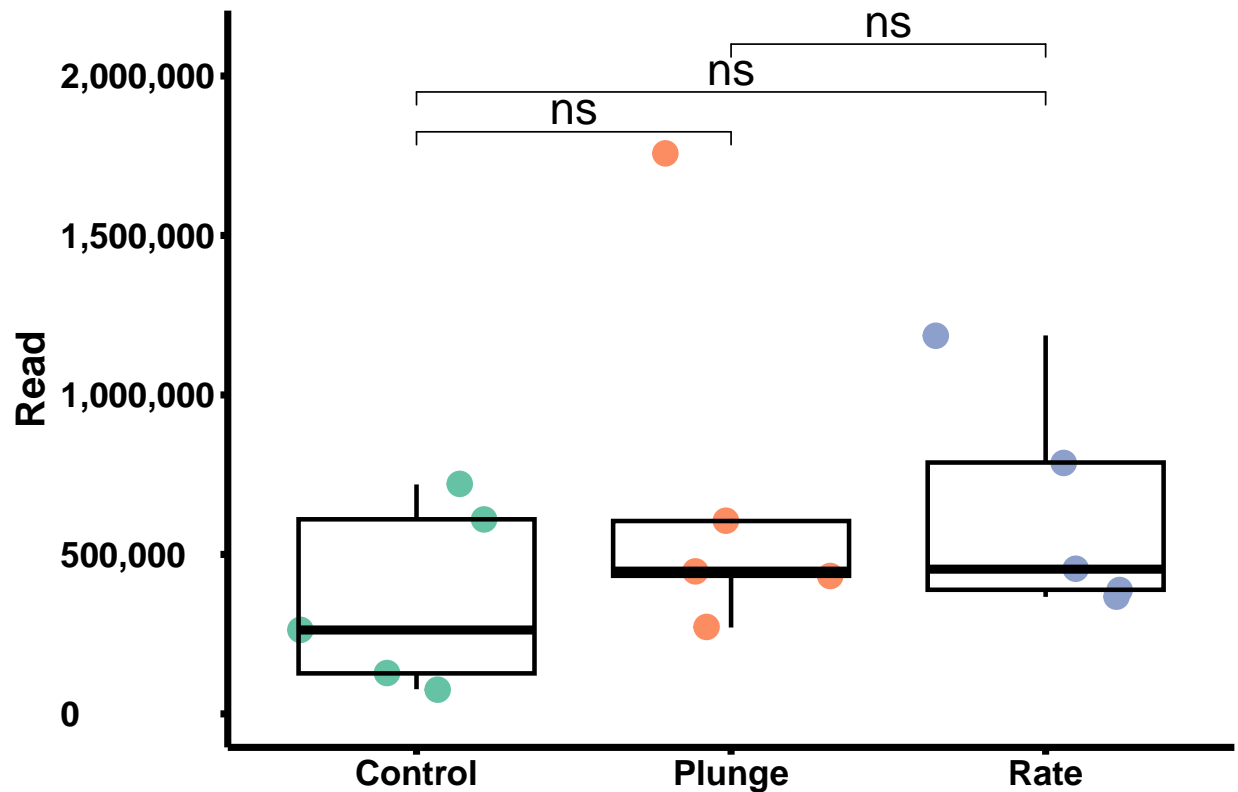 ns
2,000,000
ns
ns
1,500,000
Read
1,000,000
500,000
0
Control
Plunge
Rate